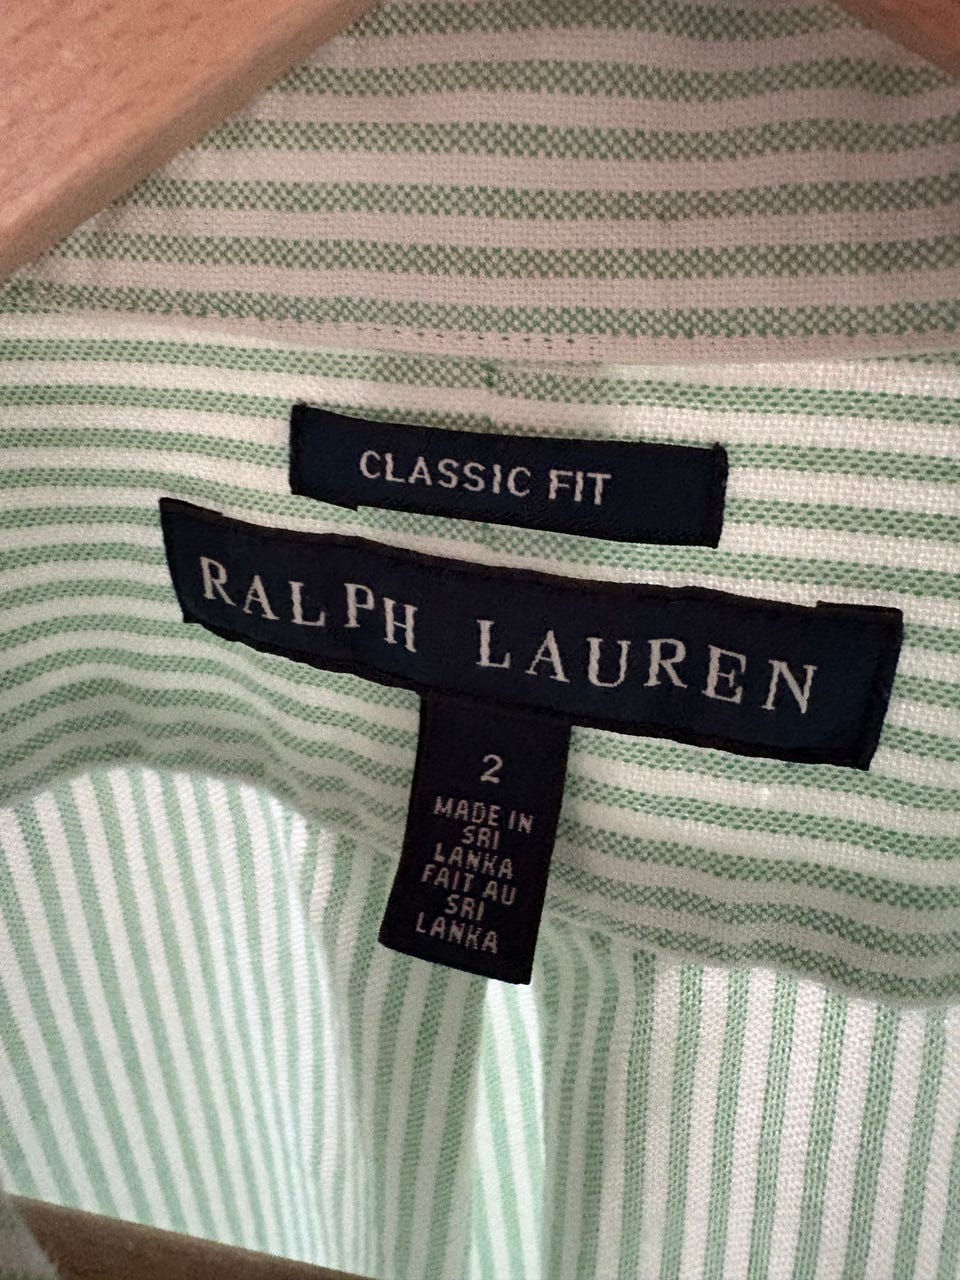 CLASSIC FIT
RALPH LAUREN
2
MADE IN
SRI
LANKA
FAIT AU
SRI
LANKA